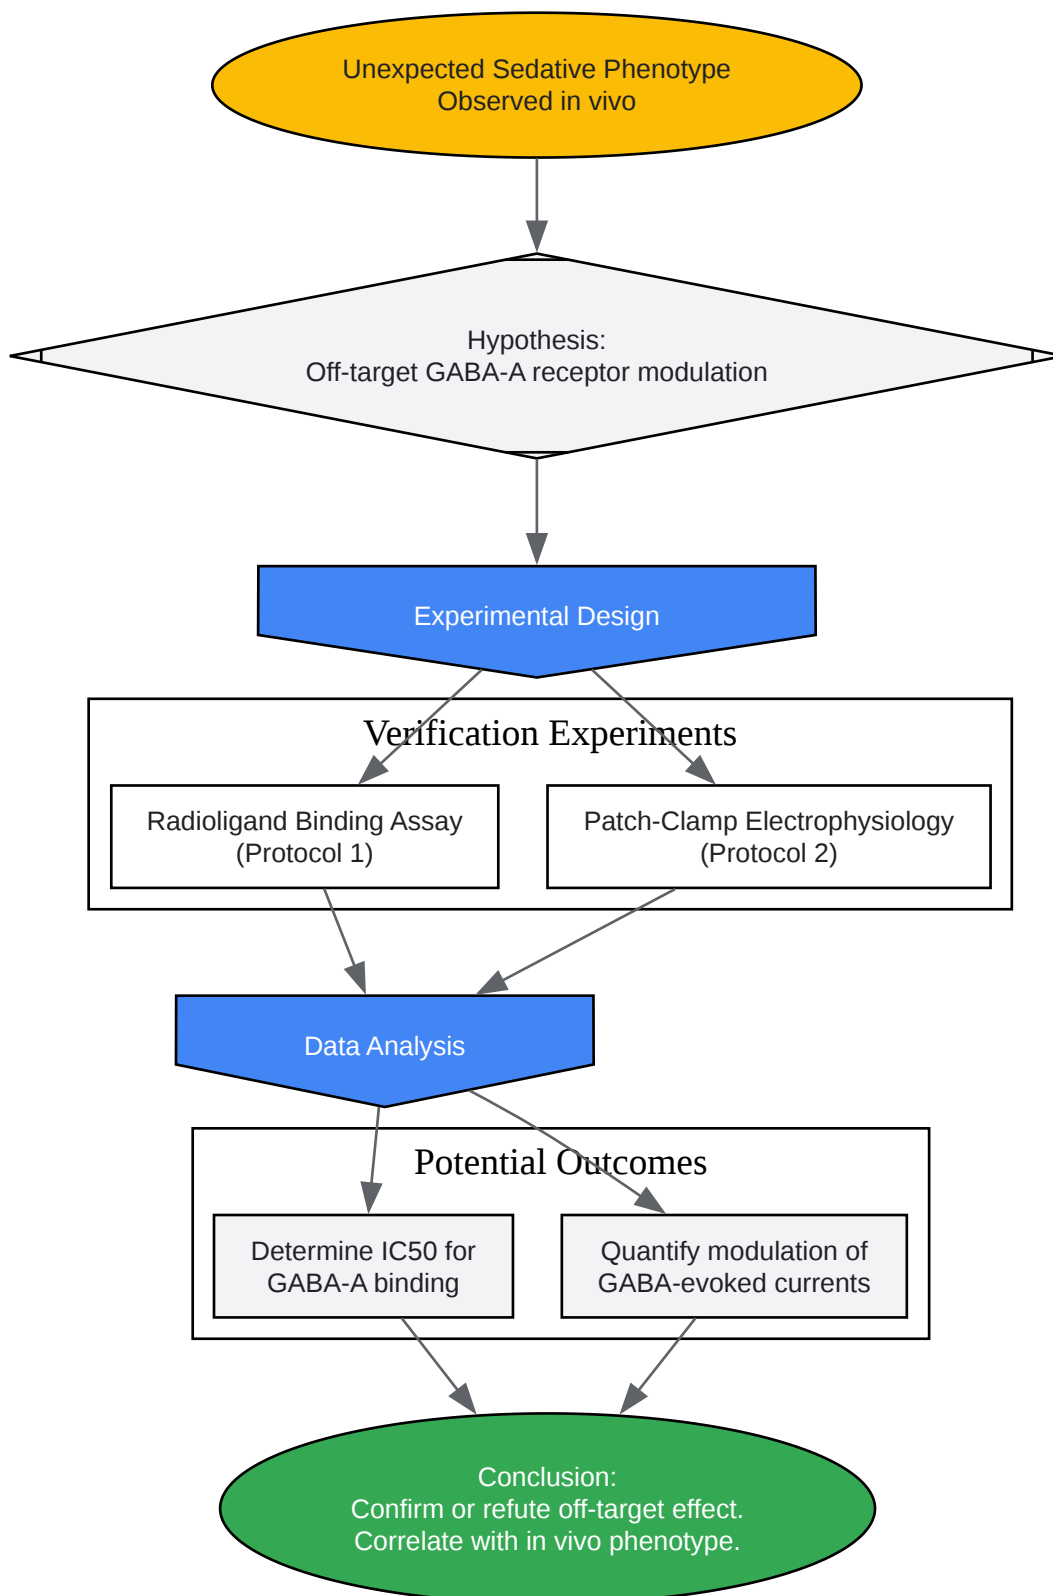 Unexpected Sedative Phenotype
Observed in vivo
Hypothesis:
Off-target GABA-A receptor modulation
Experimental Design
Verification Experiments
Radioligand Binding Assay
(Protocol 1)
Patch-Clamp Electrophysiology
(Protocol 2)
Data Analysis
Potential Outcomes
Determine IC50 for
GABA-A binding
Quantify modulation of
GABA-evoked currents
Conclusion:
Confirm or refute off-target effect.
Correlate with in vivo phenotype.